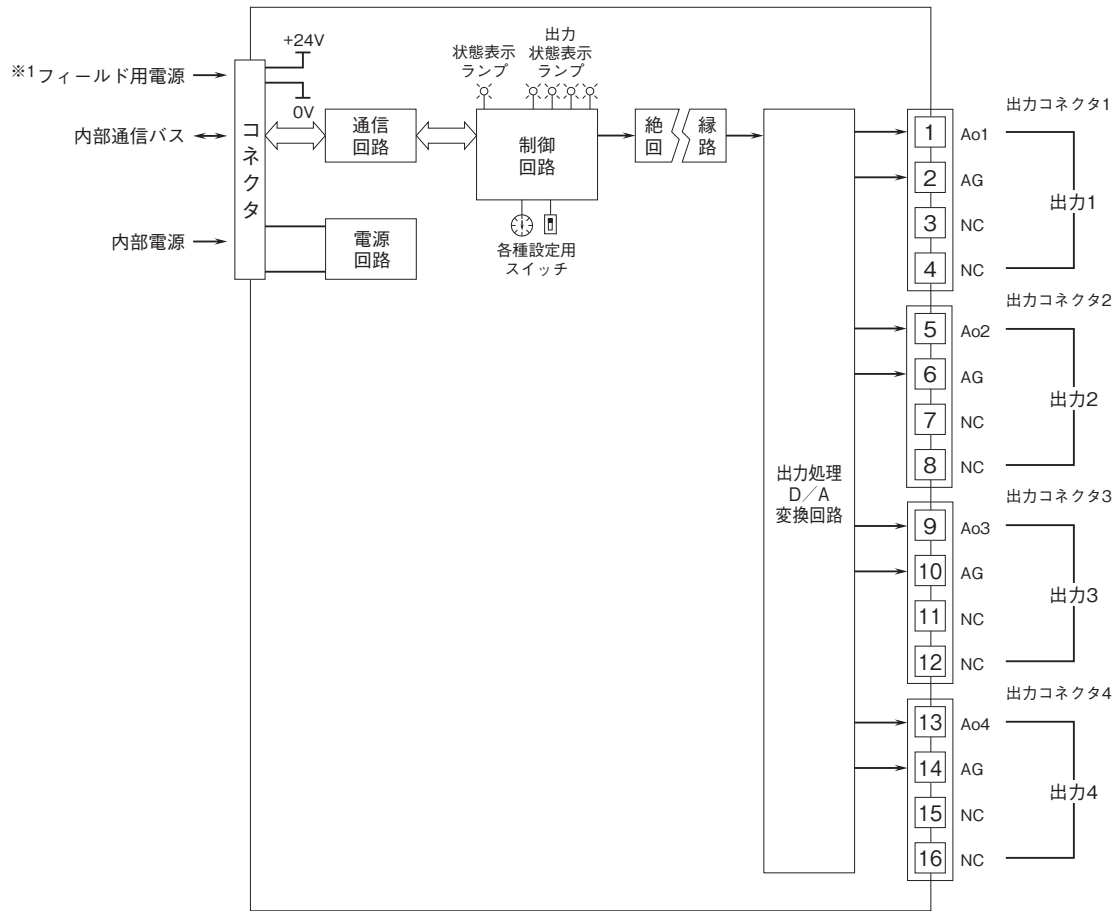 ※1フィールド用電源
内部通信バス
内部電源
コネクタ
+24V
0V
通信
回路
電源
回路
状態表示
ランプ
出力
状態表示
ランプ
制御
回路
各種設定用
スイッチ
絶縁
回路
出力処理
D／A
変換回路
出力コネクタ1
1 Ao1
2 AG
3 NC
4 NC
出力1
出力コネクタ2
5 Ao2
6 AG
7 NC
8 NC
出力2
出力コネクタ3
9 Ao3
10 AG
11 NC
12 NC
出力3
出力コネクタ4
13 Ao4
14 AG
15 NC
16 NC
出力4